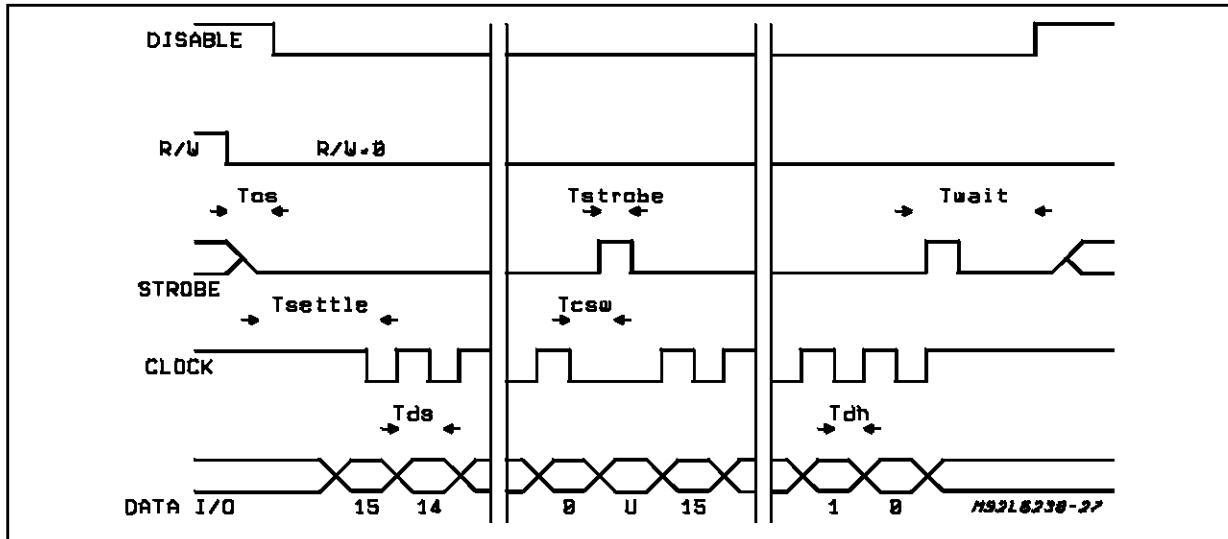 DISABLE
R/W R/W.0
Tos Tstrobe Twait
STROBE
Tsettle Tcsw
CLOCK
Tds Tdh
DATA I/O 15 14 0 U 15 1 0 M92L6230-27